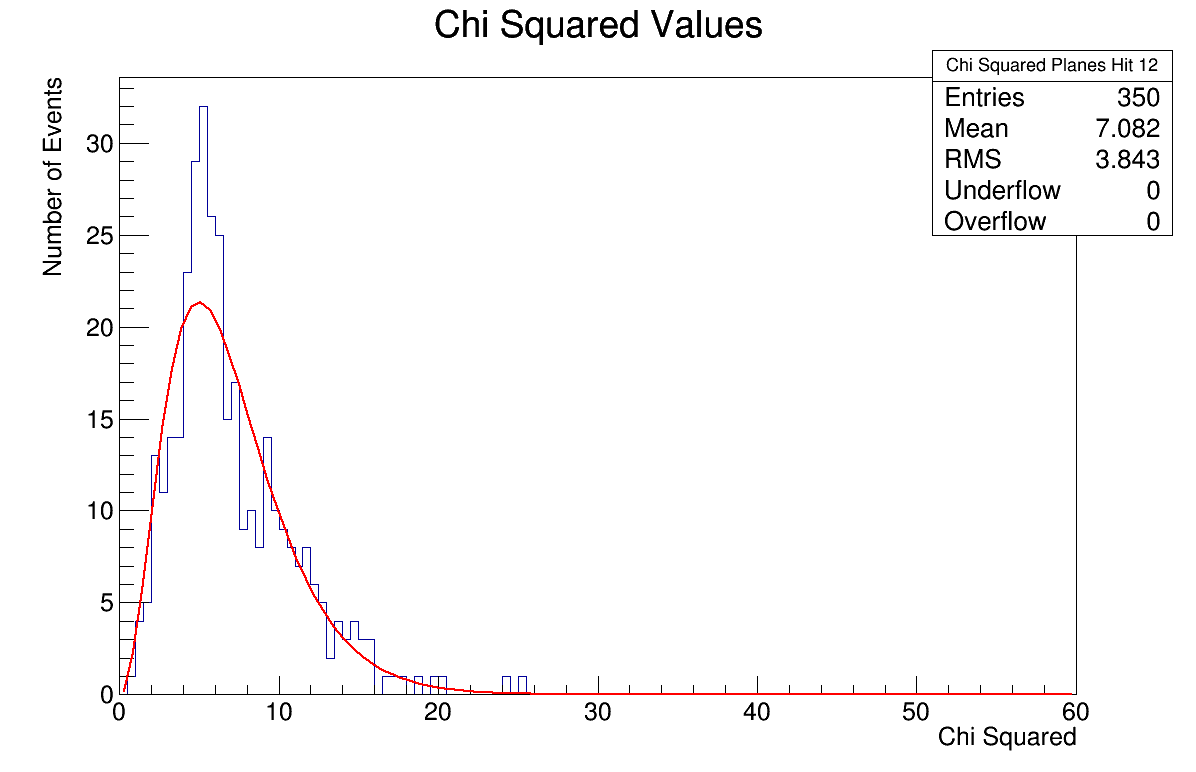 Chi Squared Values
Chi Squared Planes Hit 12
Entries 350
Mean 7.082
RMS 3.843
Underflow 0
Overflow 0
Number of Events
30
25
20
15
10
5
0
0 10 20 30 40 50 60
Chi Squared